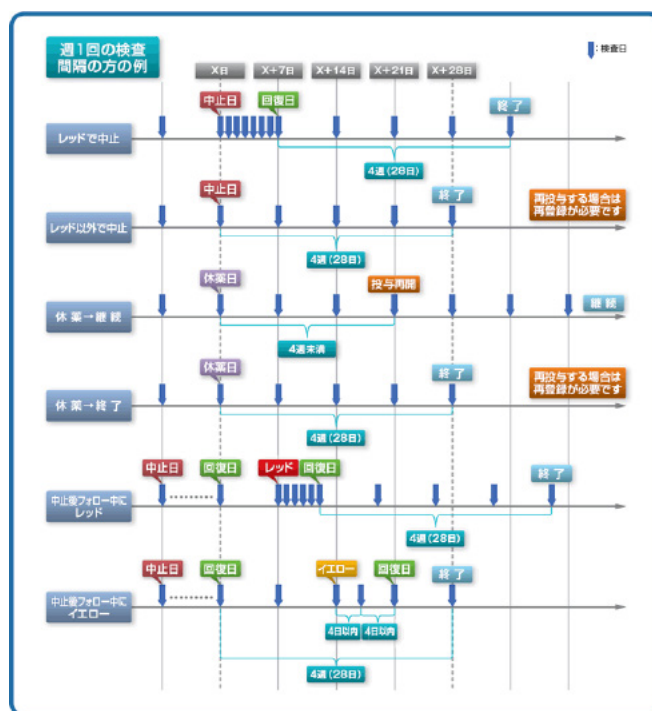 週1回の検査
間隔の方の例
:検査日
X日
X+7日
X+14日
X+21日
X+28日
中止日
回復日
終了
レッドで中止
4週(28日)
中止日
終了
再投与する場合は
再登録が必要です
レッド以外で中止
4週(28日)
休薬日
投与再開
継続
休薬→継続
4週未満
休薬日
終了
再投与する場合は
再登録が必要です
休薬→終了
4週(28日)
中止日
回復日
レッド
回復日
終了
中止後フォロー中に
レッド
4週(28日)
中止日
回復日
イエロー
回復日
終了
中止後フォロー中に
イエロー
4日以内
4日以内
4週(28日)